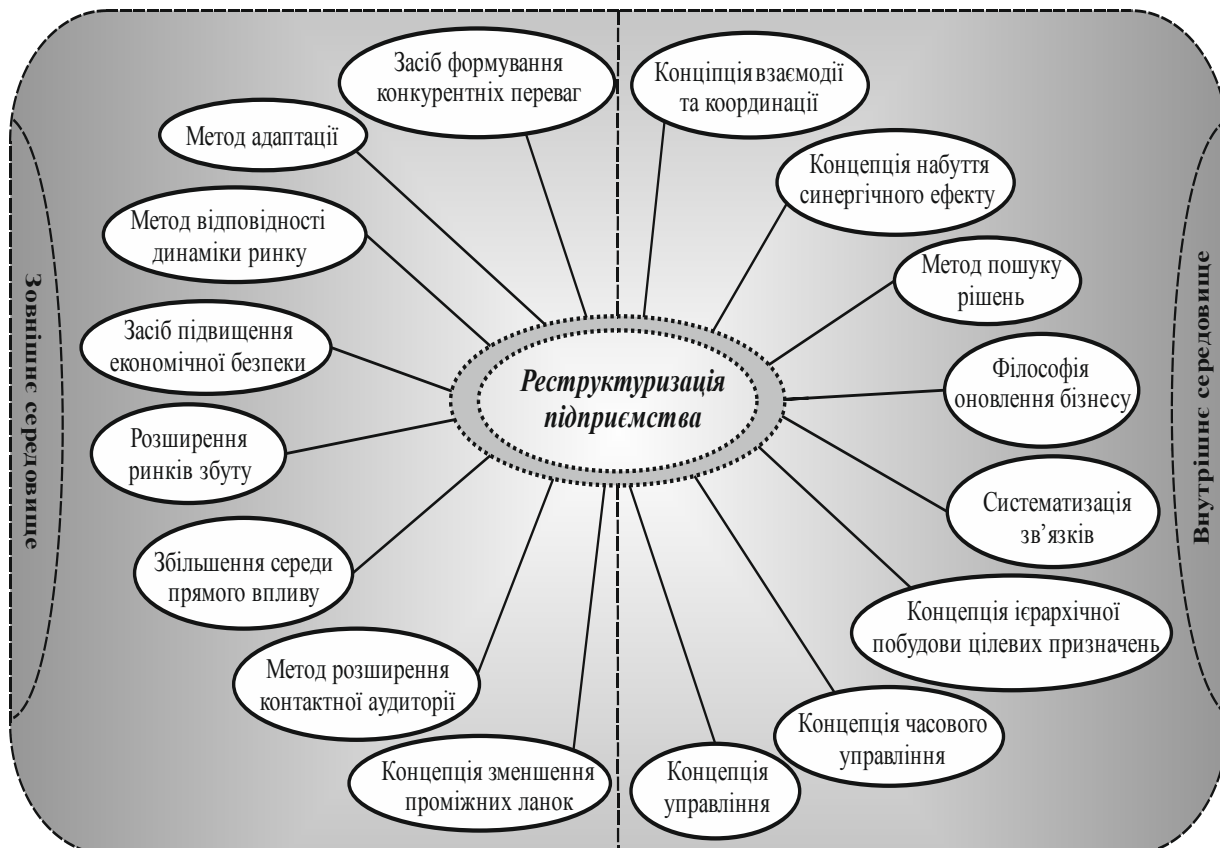 Засіб формування
конкурентніх переваг
Метод адаптації
Метод відповідності
динаміки ринку
Засіб підвищення
економічної безпеки
Розширення
ринків збуту
Збільшення середи
прямого впливу
Метод розширення
контактної аудиторії
Концепція зменшення
проміжних ланок
Зовнішнє середовище
Реструктуризація
підприємства
Конціпція взаємодії
та координації
Концепція набуття
синергічного ефекту
Метод пошуку
рішень
Філософія
оновлення бізнесу
Систематизація
зв’язків
Концепція ієрархічної
побудови цілевих призначень
Концепція часового
управління
Концепція
управління
Внутрішнє середовище